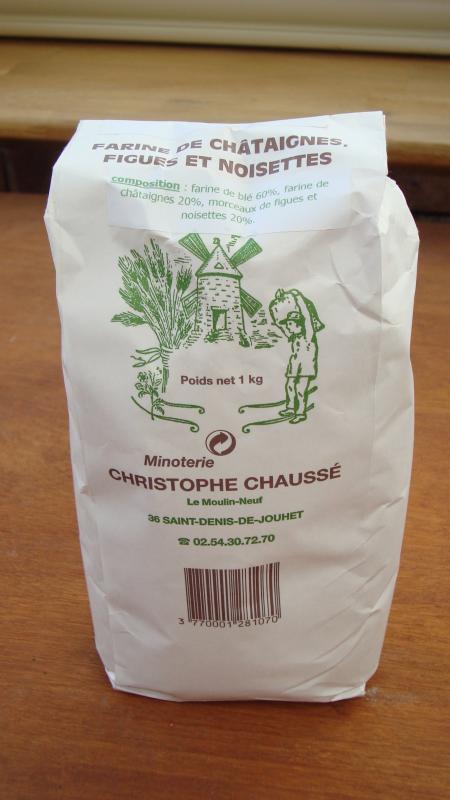 FARINE DE CHÂTAIGNES.
FIGUES ET NOISETTES
composition : farine de blé 60%, farine de
châtaignes 20%, morceaux de figues et
noisettes 20%.
Poids net 1 kg
Minoterie
CHRISTOPHE CHAUSSÉ
Le Moulin-Neuf
36 SAINT-DENIS-DE-JOUHET
☎ 02.54.30.72.70
3 770001 281070